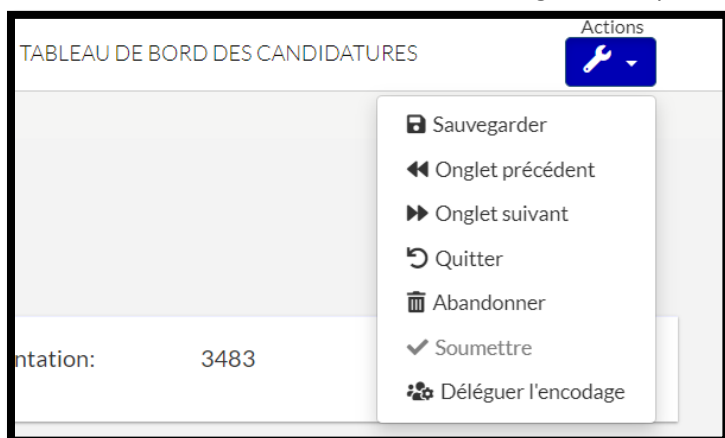 Actions
TABLEAU DE BORD DES CANDIDATURES
Sauvegarder
Onglet précédent
Onglet suivant
Quitter
Abandonner
Soumettre
ntation: 3483
Déléguer l'encodage